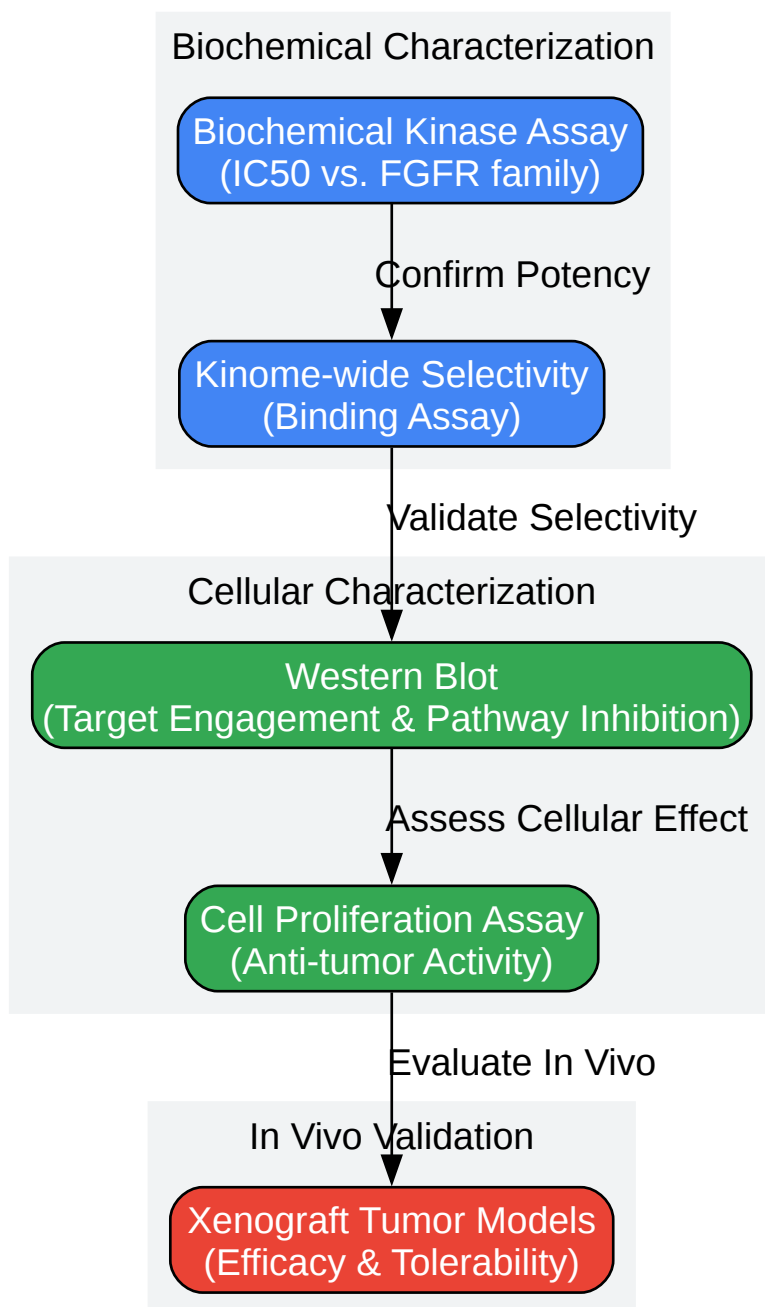 Biochemical Characterization
Biochemical Kinase Assay
(IC50 vs. FGFR family)
Confirm Potency
Kinome-wide Selectivity
(Binding Assay)
Validate Selectivity
Cellular Characterization
Western Blot
(Target Engagement & Pathway Inhibition)
Assess Cellular Effect
Cell Proliferation Assay
(Anti-tumor Activity)
Evaluate In Vivo
In Vivo Validation
Xenograft Tumor Models
(Efficacy & Tolerability)